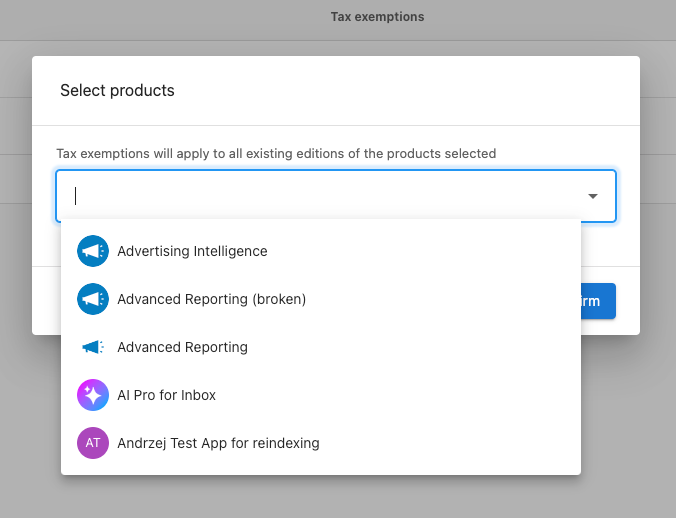 Tax exemptions
Select products
Tax exemptions will apply to all existing editions of the products selected
Advertising Intelligence
Advanced Reporting (broken)
irm
Advanced Reporting
AI Pro for Inbox
AT
Andrzej Test App for reindexing